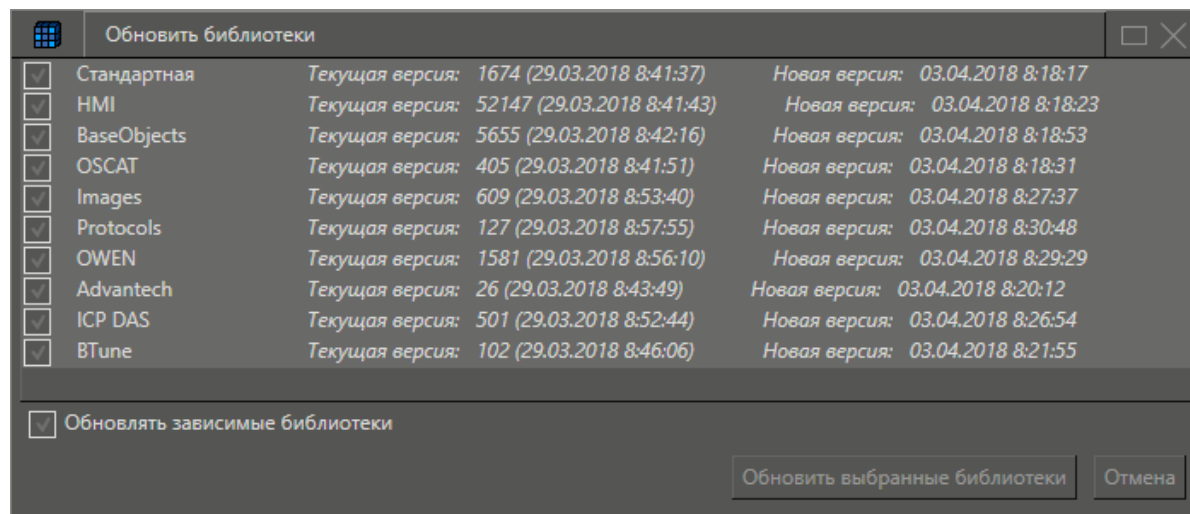 Обновить библиотеки
Стандартная Текущая версия: 1674 (29.03.2018 8:41:37) Новая версия: 03.04.2018 8:18:17
HMI Текущая версия: 52147 (29.03.2018 8:41:43) Новая версия: 03.04.2018 8:18:23
BaseObjects Текущая версия: 5655 (29.03.2018 8:42:16) Новая версия: 03.04.2018 8:18:53
OSCAT Текущая версия: 405 (29.03.2018 8:41:51) Новая версия: 03.04.2018 8:18:31
Images Текущая версия: 609 (29.03.2018 8:53:40) Новая версия: 03.04.2018 8:27:37
Protocols Текущая версия: 127 (29.03.2018 8:57:55) Новая версия: 03.04.2018 8:30:48
OWEN Текущая версия: 1581 (29.03.2018 8:56:10) Новая версия: 03.04.2018 8:29:29
Advantech Текущая версия: 26 (29.03.2018 8:43:49) Новая версия: 03.04.2018 8:20:12
ICP DAS Текущая версия: 501 (29.03.2018 8:52:44) Новая версия: 03.04.2018 8:26:54
BTune Текущая версия: 102 (29.03.2018 8:46:06) Новая версия: 03.04.2018 8:21:55
Обновлять зависимые библиотеки
Обновить выбранные библиотеки Отмена